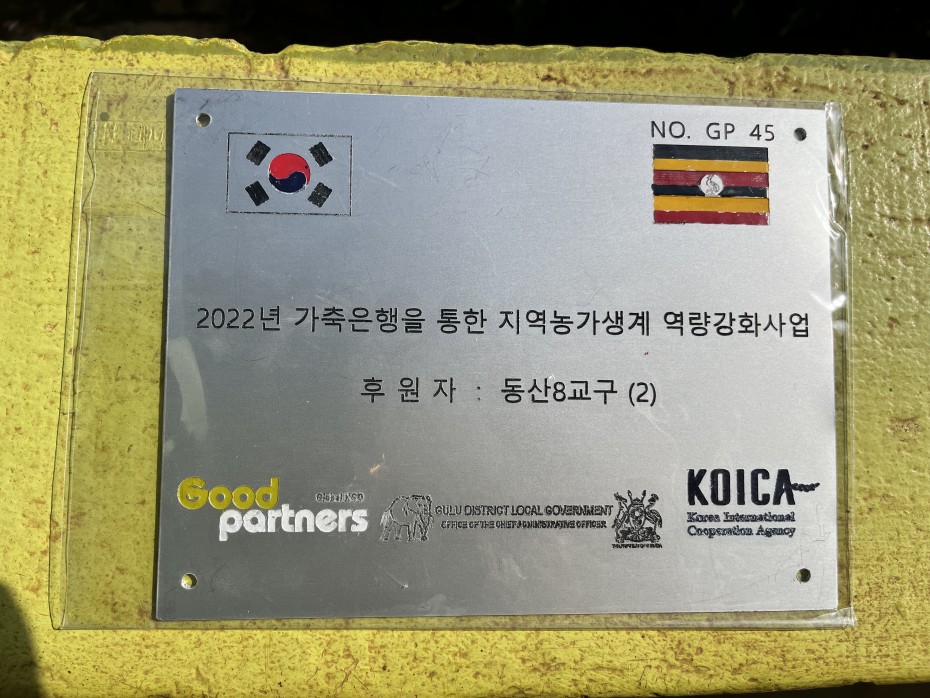 NO. GP 45
2022년 가축은행을 통한 지역농가생계 역량강화사업
후 원 자 : 동산8교구 (2)
Good
partners
GULU DISTRICT LOCAL GOVERNMENT
OFFICE OF THE CHIEF ADMINISTRATIVE OFFICER
KOICA
Korea International
Cooperation Agency